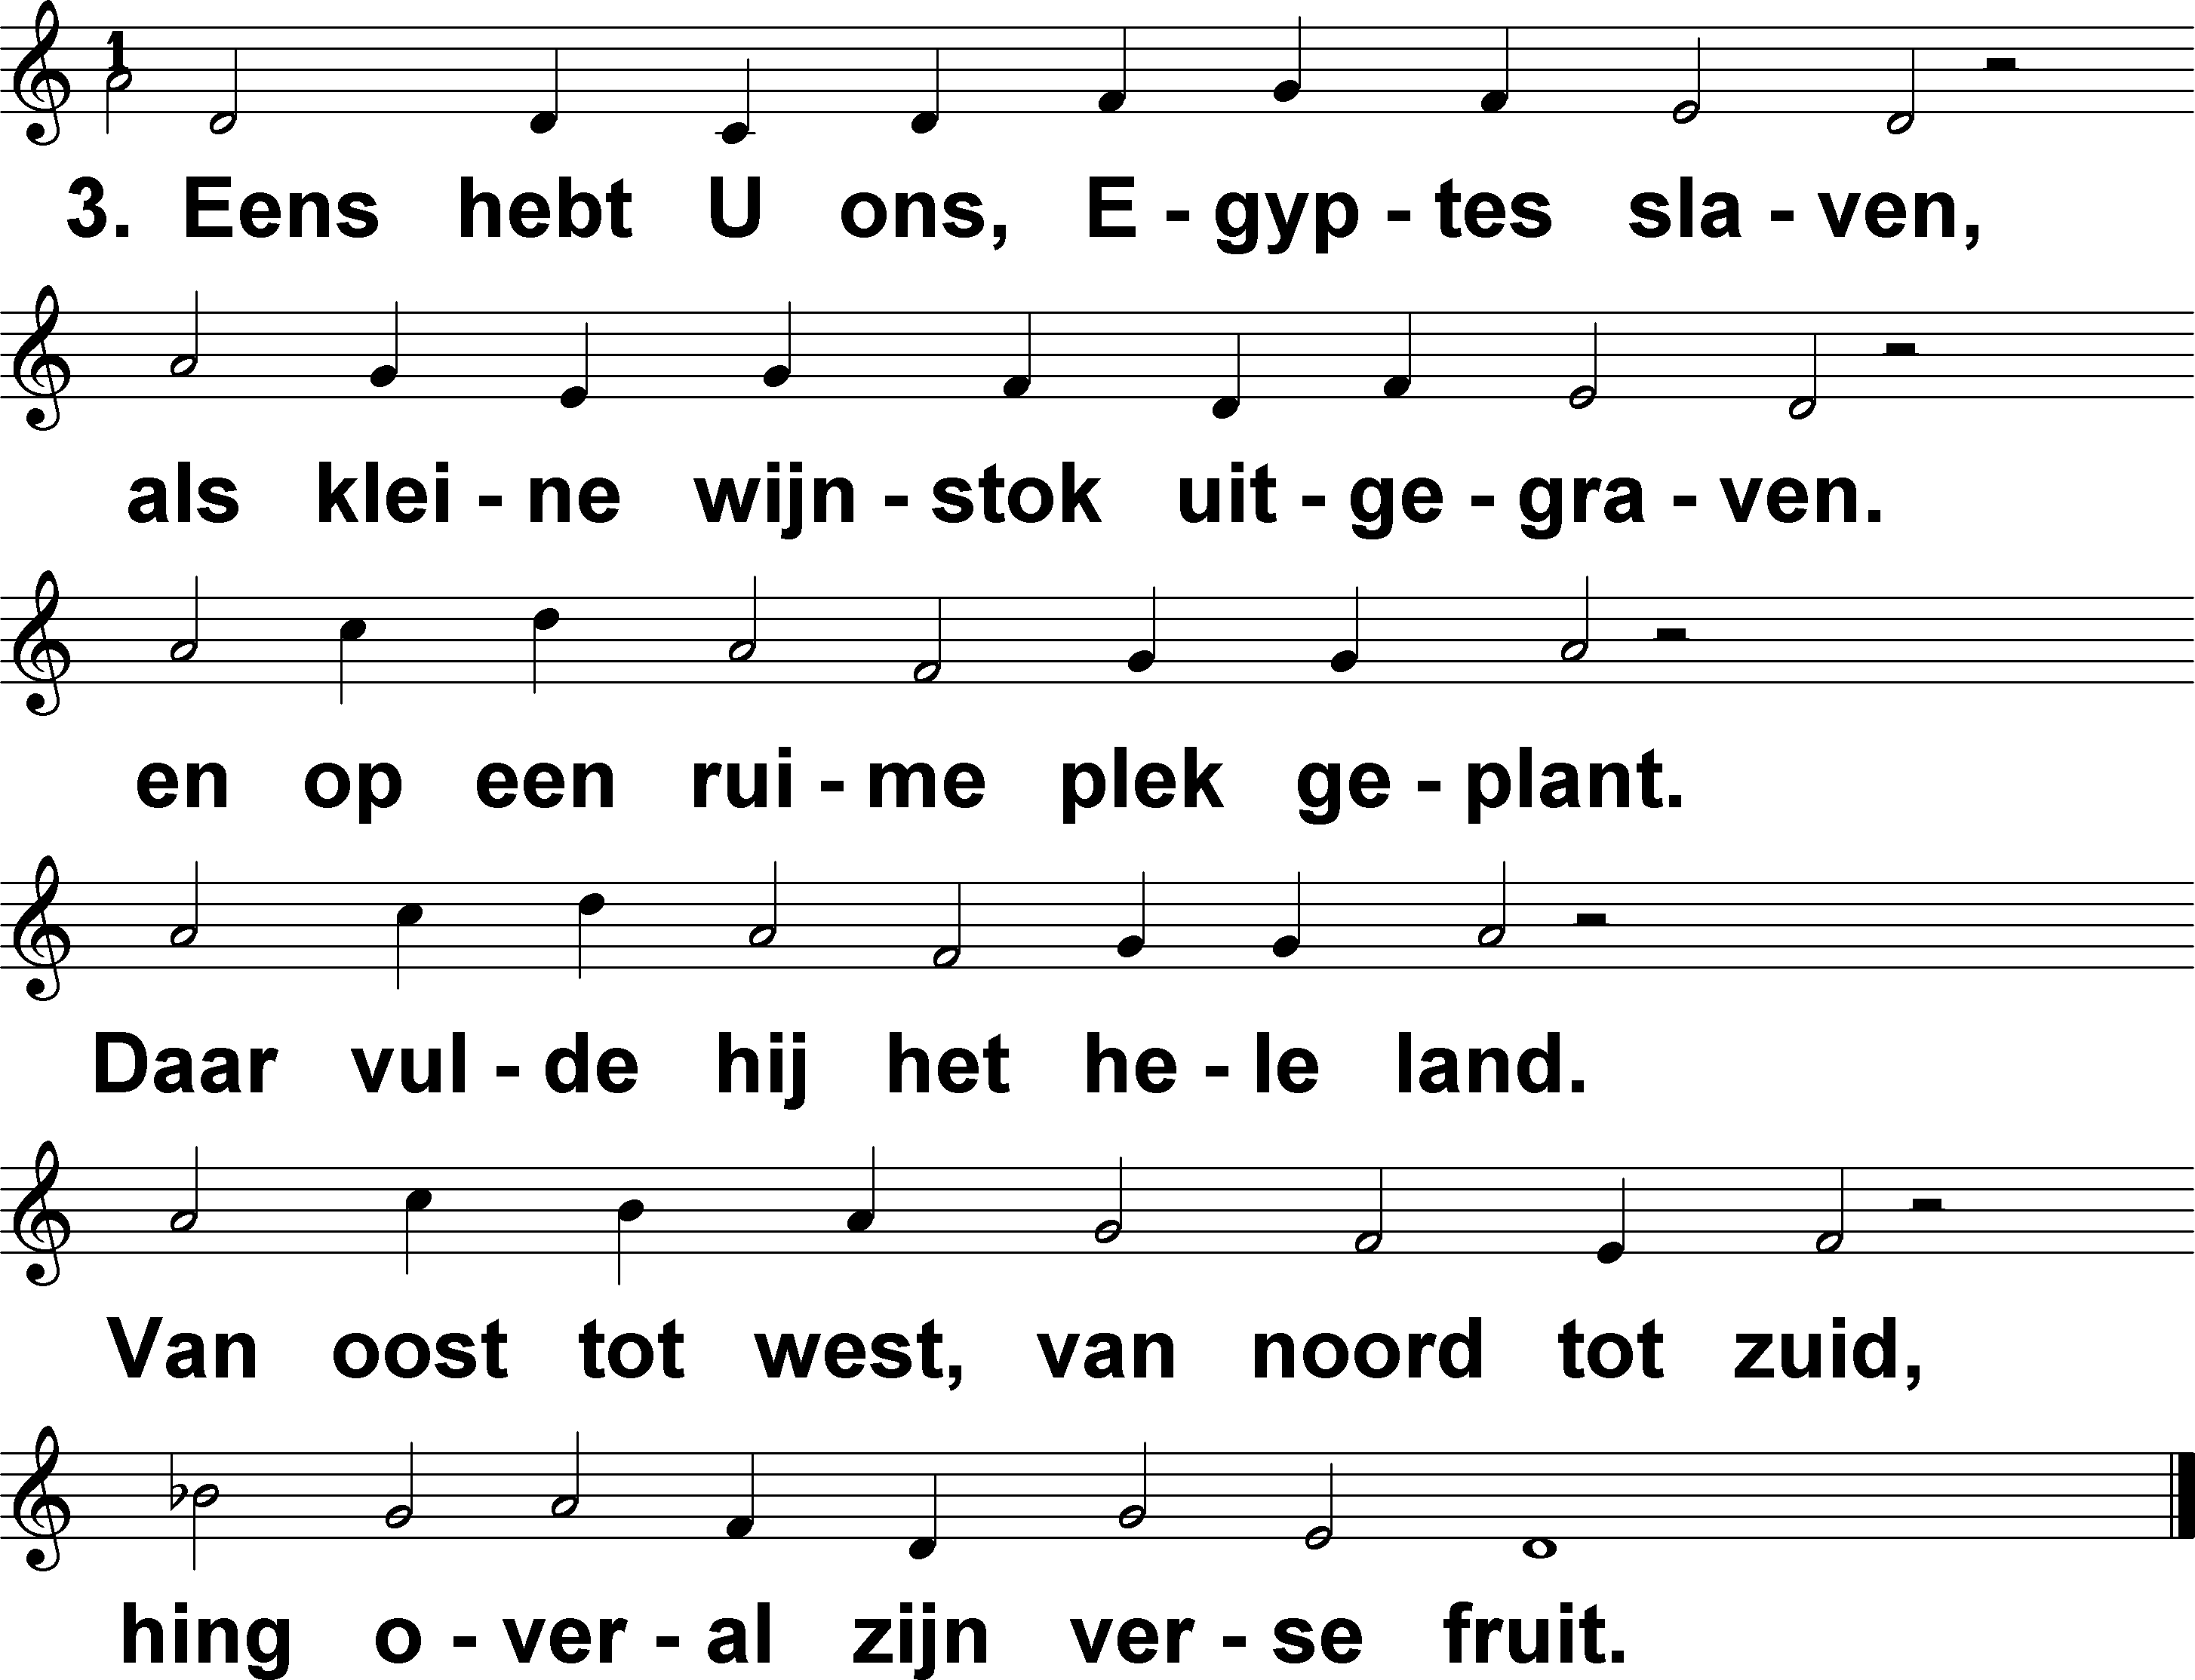 1
3. Eens hebt U ons, E - gyp - tes sla - ven,
als klei - ne wijn - stok uit - ge - gra - ven.
en op een rui - me plek ge - plant.
Daar vul - de hij het he - le land.
Van oost tot west, van noord tot zuid,
hing o - ver - al zijn ver - se fruit.